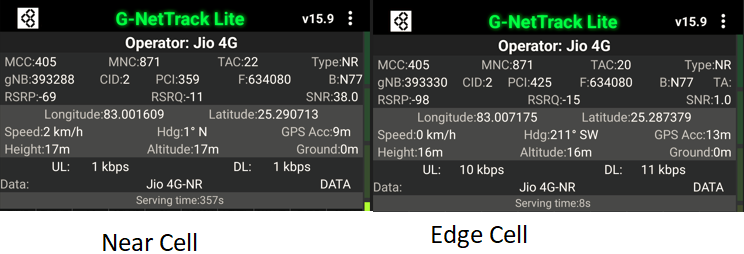 G-NetTrack Lite v15.9
Operator: Jio 4G
MCC:405 MNC:871 TAC:22 Type:NR
gNB:393288 CID:2 PCI:359 F:634080 B:N77
RSRP:-69 RSRQ:-11 SNR:38.0
Longitude:83.001609 Latitude:25.290713
Speed:2 km/h Hdg:1° N GPS Acc:9m
Height:17m Altitude:17m Ground:0m
UL: 1 kbps DL: 1 kbps
Data: Jio 4G-NR DATA
Serving time:357s
Near Cell
G-NetTrack Lite v15.9
Operator: Jio 4G
MCC:405 MNC:871 TAC:20 Type:NR
gNB:393330 CID:2 PCI:425 F:634080 B:N77 TA:
RSRP:-98 RSRQ:-15 SNR:1.0
Longitude:83.007175 Latitude:25.287379
Speed:0 km/h Hdg:211° SW GPS Acc:13m
Height:16m Altitude:16m Ground:0m
UL: 10 kbps DL: 11 kbps
Data: Jio 4G-NR DATA
Serving time:8s
Edge Cell